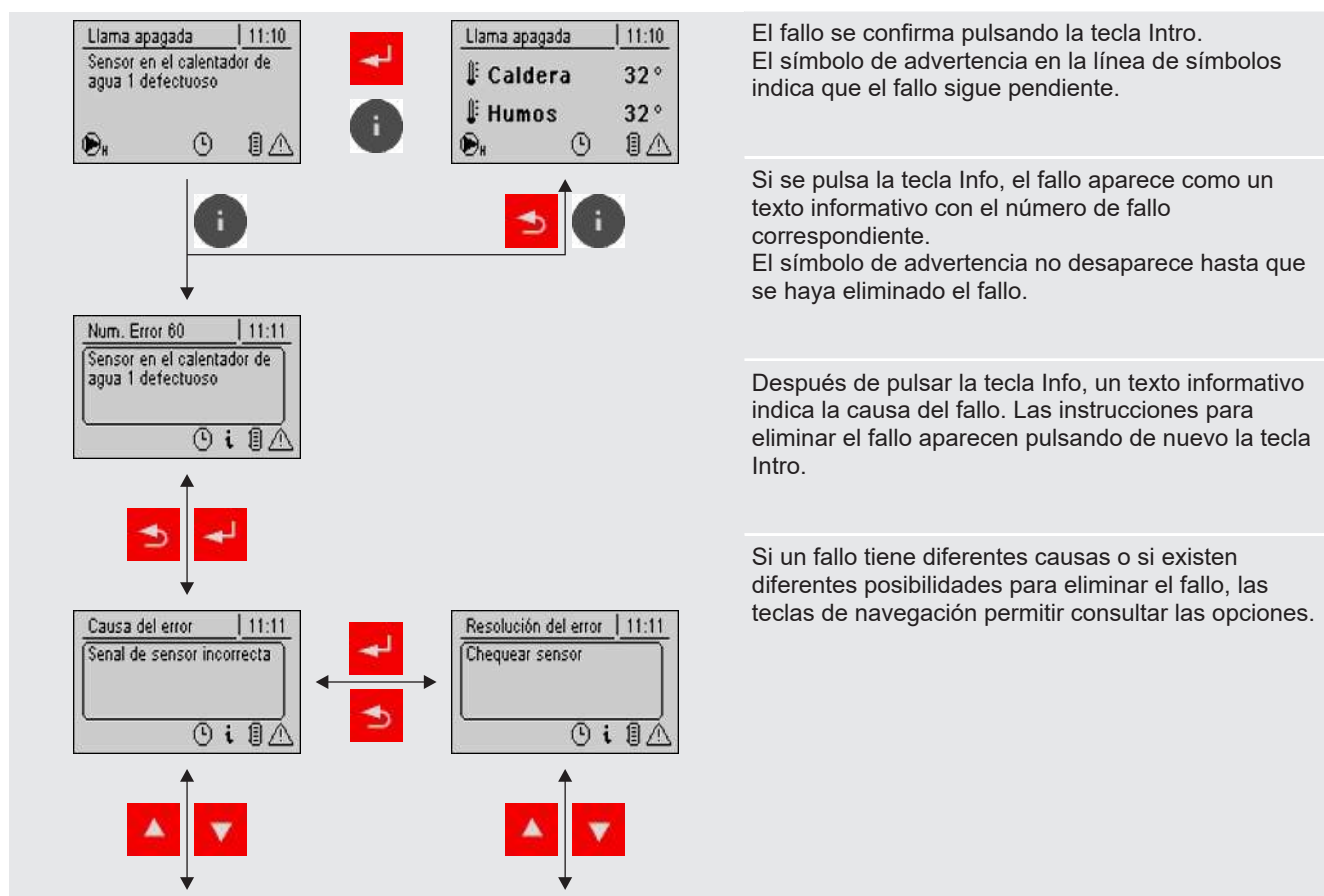 Llama apagada 11:10
Sensor en el calentador de
agua 1 defectuoso
H
i
Llama apagada 11:10
Caldera 32°
Humos 32°
H
El fallo se confirma pulsando la tecla Intro.
El símbolo de advertencia en la línea de símbolos
indica que el fallo sigue pendiente.
i
i
Si se pulsa la tecla Info, el fallo aparece como un
texto informativo con el número de fallo
correspondiente.
El símbolo de advertencia no desaparece hasta que
se haya eliminado el fallo.
Num. Error 60 11:11
Sensor en el calentador de
agua 1 defectuoso
i
Después de pulsar la tecla Info, un texto informativo
indica la causa del fallo. Las instrucciones para
eliminar el fallo aparecen pulsando de nuevo la tecla
Intro.
Si un fallo tiene diferentes causas o si existen
diferentes posibilidades para eliminar el fallo, las
teclas de navegación permitir consultar las opciones.
Causa del error 11:11
Senal de sensor incorrecta
i
Resolución del error 11:11
Chequear sensor
i